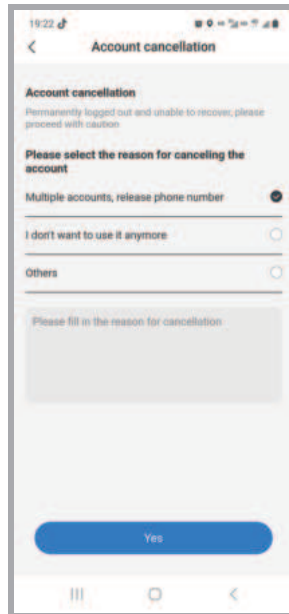 19:22
Account cancellation
Account cancellation
Permanently logged out and unable to recover, please
proceed with caution
Please select the reason for canceling the
account
Multiple accounts, release phone number
I don't want to use it anymore
Others
Please fill in the reason for cancellation
Yes